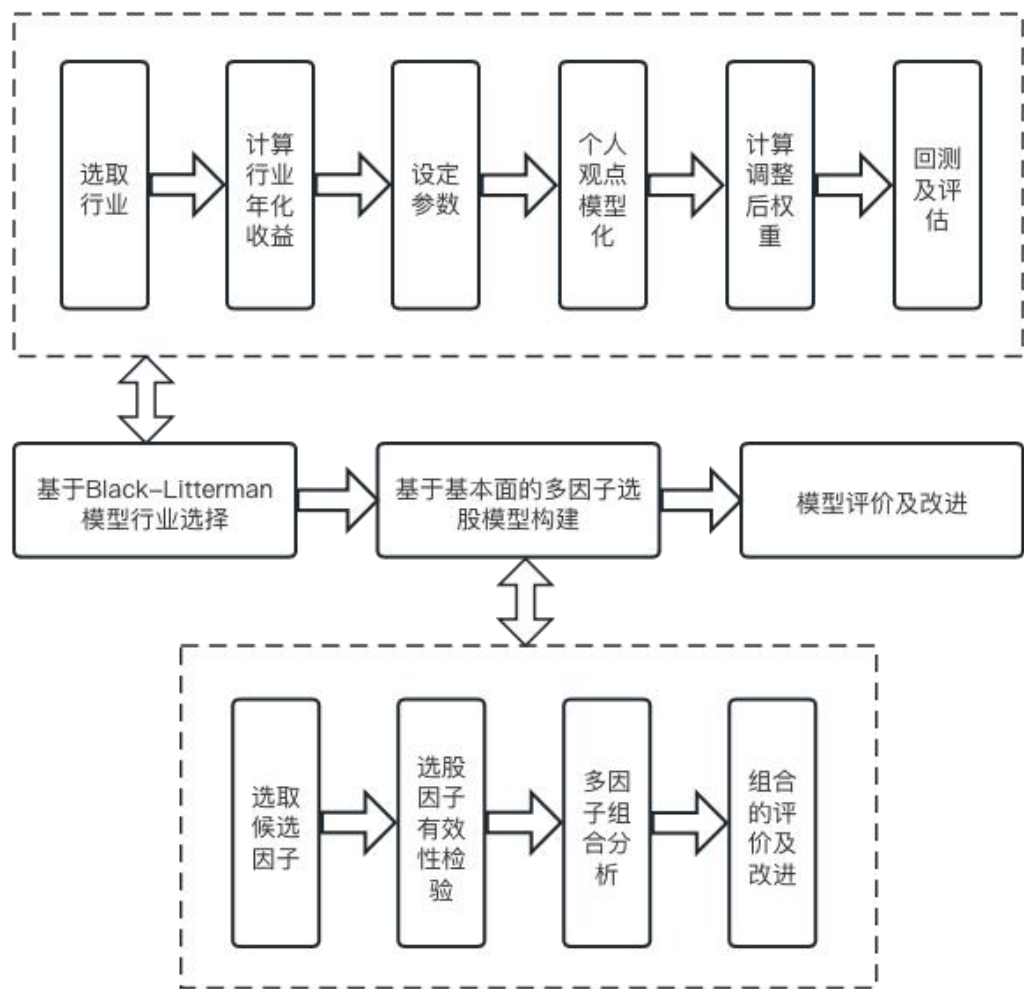 选取
行业
计算
行业
年化
收益
设定
参数
个人
观点
模型
化
计算
调整
后权
重
回测
及评
估
基于Black–Litterman
模型行业选择
基于基本面的多因子选
股模型构建
模型评价及改进
选取
候选
因子
选股
因子
有效
性检
验
多因
子组
合分
析
组合
的评
价及
改进